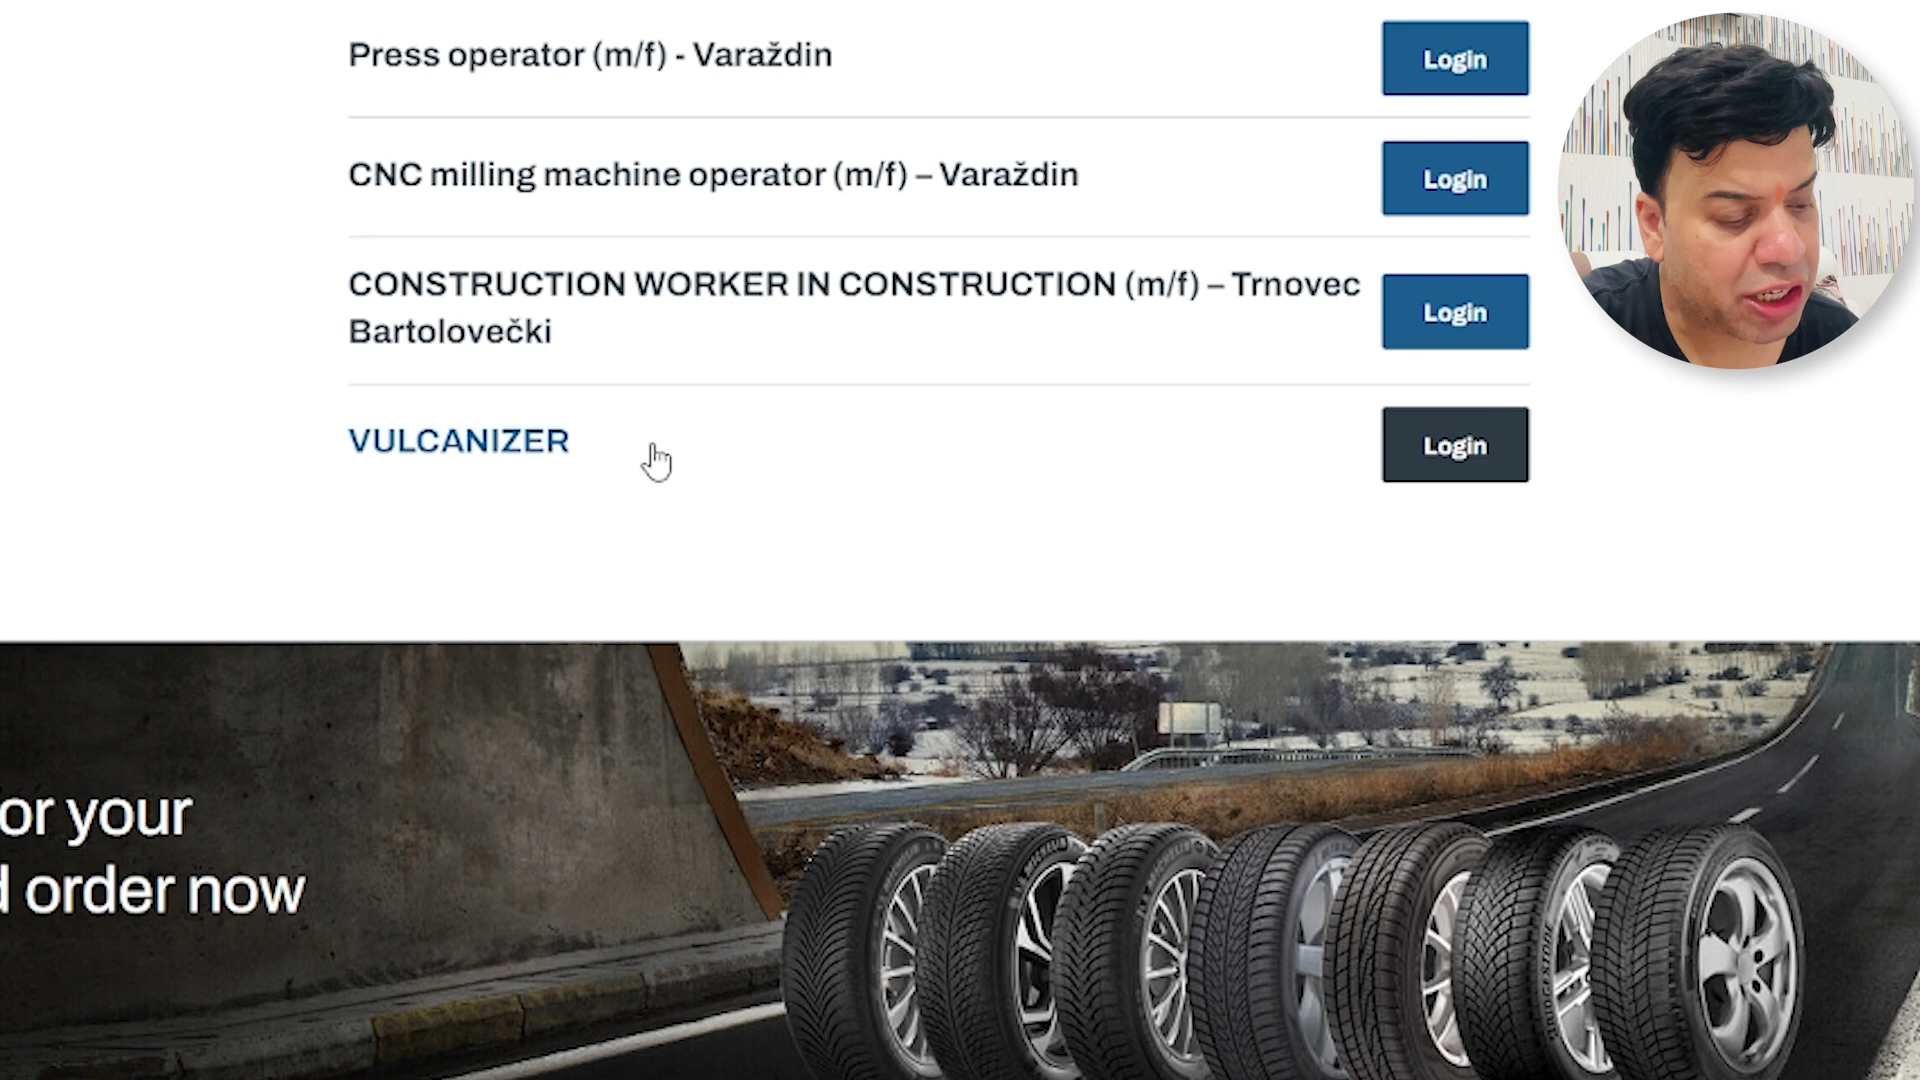 Press operator (m/f) - Varaždin
Login
CNC milling machine operator (m/f) – Varaždin
Login
CONSTRUCTION WORKER IN CONSTRUCTION (m/f) – Trnovec
Bartolovečki
Login
VULCANIZER
Login
or your
d order now
BRIDGESTONE